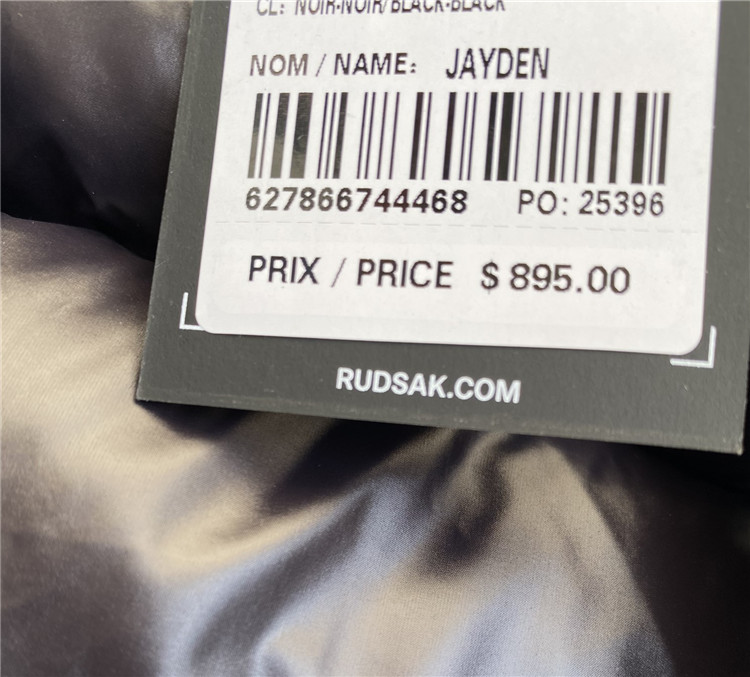 CL: NOIR-NOIR/BLACK-BLACK
NOM / NAME: JAYDEN
627866744468 PO: 25396
PRIX / PRICE $ 895.00
RUDSAK.COM